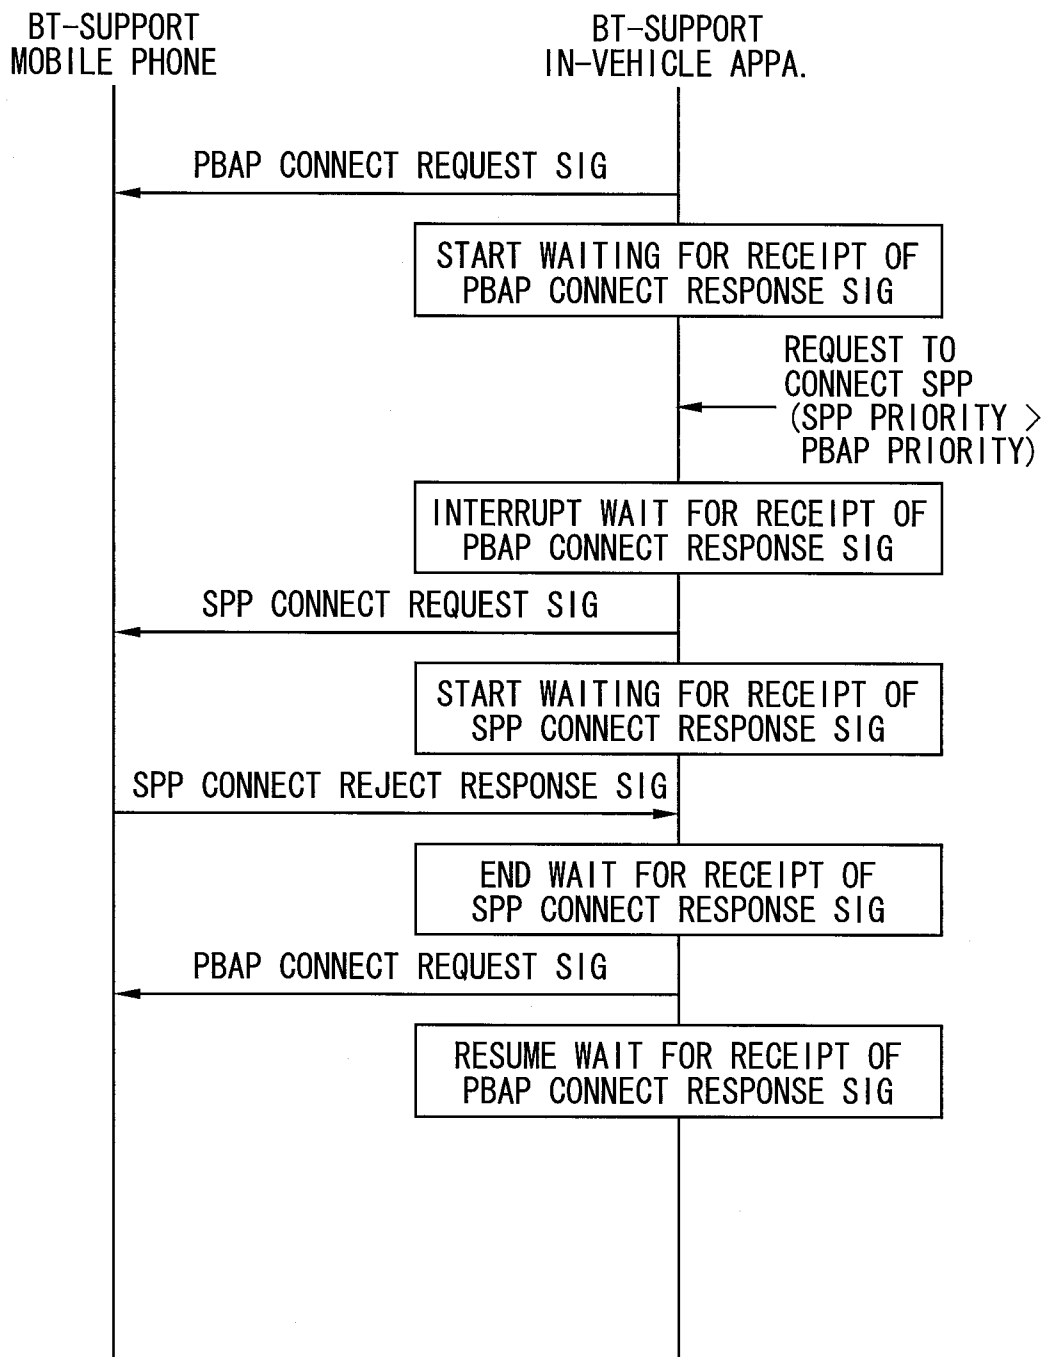 BT-SUPPORT
MOBILE PHONE
BT-SUPPORT
IN-VEHICLE APPA.
PBAP CONNECT REQUEST SIG
START WAITING FOR RECEIPT OF
PBAP CONNECT RESPONSE SIG
REQUEST TO
CONNECT SPP
(SPP PRIORITY >
PBAP PRIORITY)
INTERRUPT WAIT FOR RECEIPT OF
PBAP CONNECT RESPONSE SIG
SPP CONNECT REQUEST SIG
START WAITING FOR RECEIPT OF
SPP CONNECT RESPONSE SIG
SPP CONNECT REJECT RESPONSE SIG
END WAIT FOR RECEIPT OF
SPP CONNECT RESPONSE SIG
PBAP CONNECT REQUEST SIG
RESUME WAIT FOR RECEIPT OF
PBAP CONNECT RESPONSE SIG